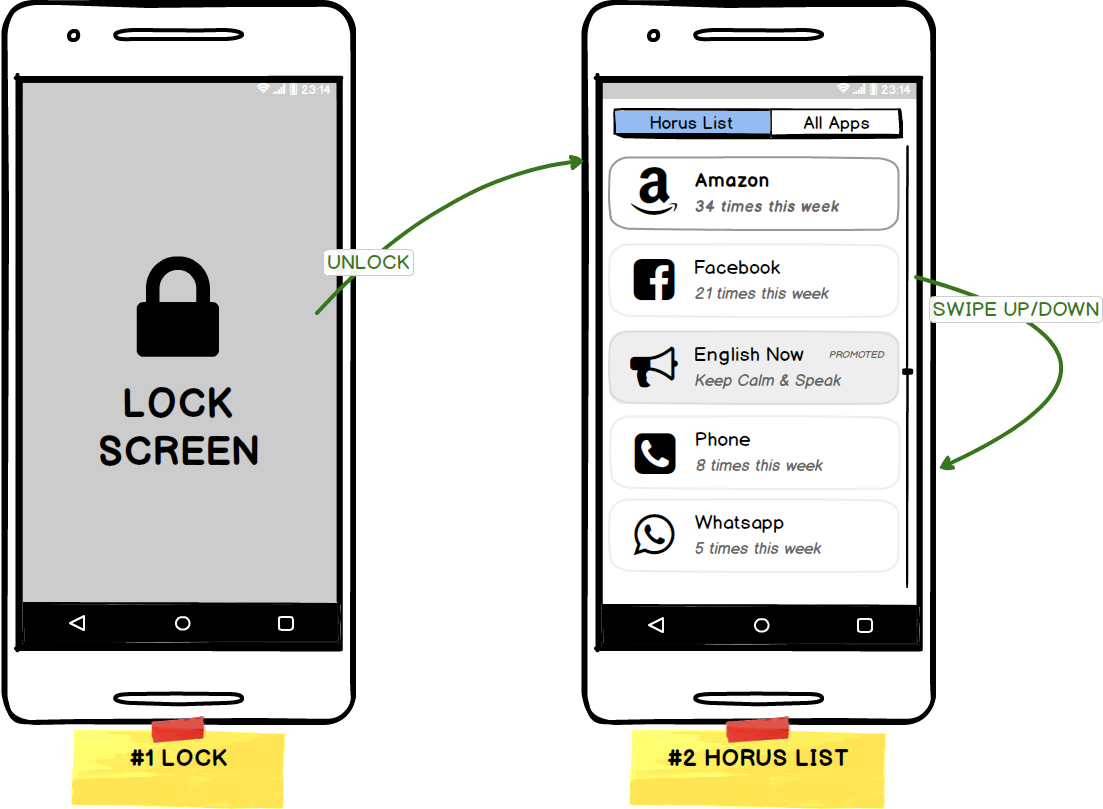 23:14
LOCK
SCREEN
#1 LOCK
UNLOCK
23:14
Horus List
All Apps
Amazon
34 times this week
Facebook
21 times this week
English Now
PROMOTED
Keep Calm & Speak
Phone
8 times this week
Whatsapp
5 times this week
SWIPE UP/DOWN
#2 HORUS LIST